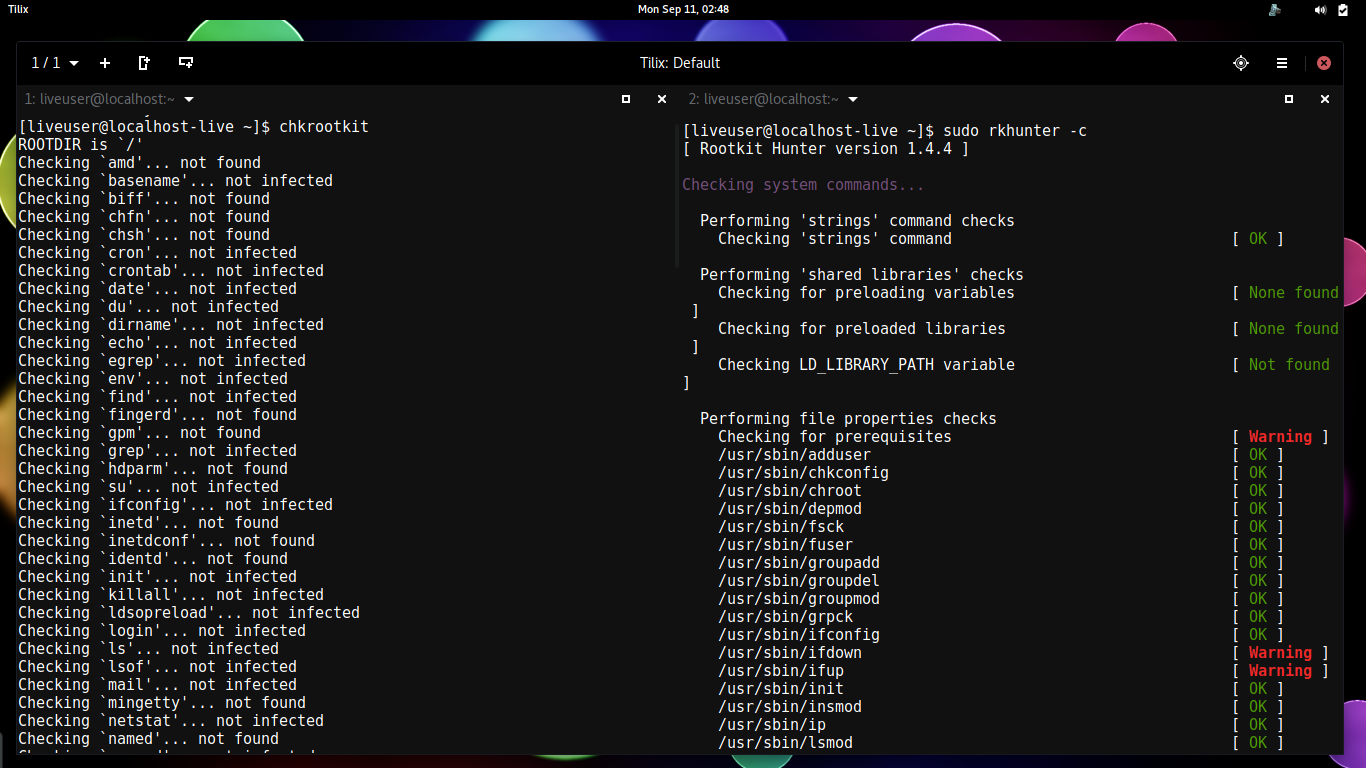 Tilix
Mon Sep 11, 02:48
1 / 1
Tilix: Default
1: liveuser@localhost:~
[liveuser@localhost-live ~]$ chkrootkit
ROOTDIR is `/'
Checking `amd'... not found
Checking `basename'... not infected
Checking `biff'... not found
Checking `chfn'... not found
Checking `chsh'... not found
Checking `cron'... not infected
Checking `crontab'... not infected
Checking `date'... not infected
Checking `du'... not infected
Checking `dirname'... not infected
Checking `echo'... not infected
Checking `egrep'... not infected
Checking `env'... not infected
Checking `find'... not infected
Checking `fingerd'... not found
Checking `gpm'... not found
Checking `grep'... not infected
Checking `hdparm'... not found
Checking `su'... not infected
Checking `ifconfig'... not infected
Checking `inetd'... not found
Checking `inetdconf'... not found
Checking `identd'... not found
Checking `init'... not infected
Checking `killall'... not infected
Checking `ldsopreload'... not infected
Checking `login'... not infected
Checking `ls'... not infected
Checking `lsof'... not infected
Checking `mail'... not infected
Checking `mingetty'... not found
Checking `netstat'... not infected
Checking `named'... not found
2: liveuser@localhost:~
[liveuser@localhost-live ~]$ sudo rkhunter -c
[ Rootkit Hunter version 1.4.4 ]
Checking system commands...
Performing 'strings' command checks
Checking 'strings' command [ OK ]
Performing 'shared libraries' checks
Checking for preloading variables [ None found
]
Checking for preloaded libraries [ None found
]
Checking LD_LIBRARY_PATH variable [ Not found
]
Performing file properties checks
Checking for prerequisites [ Warning ]
/usr/sbin/adduser [ OK ]
/usr/sbin/chkconfig [ OK ]
/usr/sbin/chroot [ OK ]
/usr/sbin/depmod [ OK ]
/usr/sbin/fsck [ OK ]
/usr/sbin/fuser [ OK ]
/usr/sbin/groupadd [ OK ]
/usr/sbin/groupdel [ OK ]
/usr/sbin/groupmod [ OK ]
/usr/sbin/grpck [ OK ]
/usr/sbin/ifconfig [ OK ]
/usr/sbin/ifdown [ Warning ]
/usr/sbin/ifup [ Warning ]
/usr/sbin/init [ OK ]
/usr/sbin/insmod [ OK ]
/usr/sbin/ip [ OK ]
/usr/sbin/lsmod [ OK ]